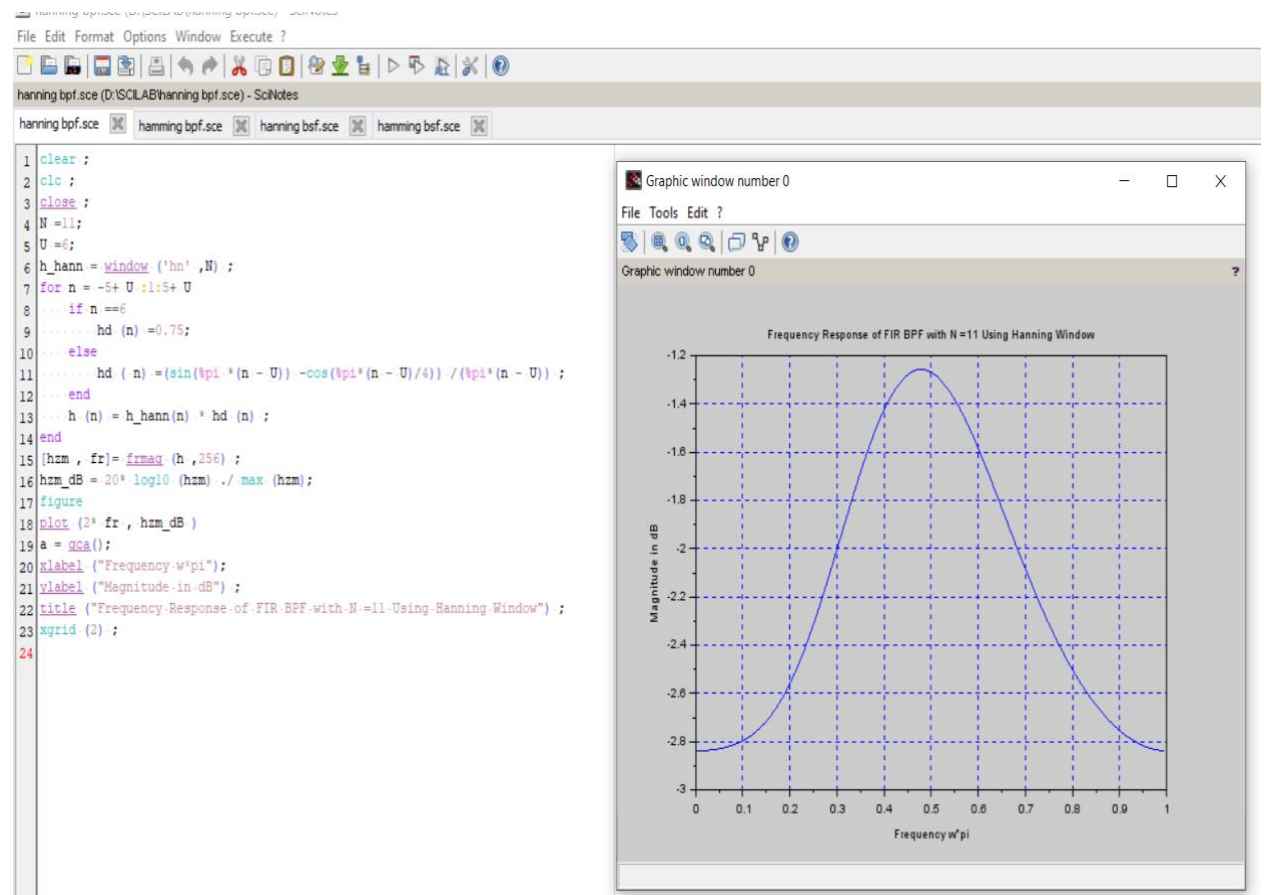 hanning bpf.sce (D:\SCILAB\hanning bpf.sce) - SciNotes
File Edit Format Options Window Execute ?
hanning bpf.sce (D:\SCILAB\hanning bpf.sce) - SciNotes
hanning bpf.sce hamming bpf.sce hanning bsf.sce hamming bsf.sce
1 clear ;
2 clc ;
3 close ;
4 N =11;
5 U =6;
6 h_hann = window ('hn' ,N) ;
7 for n = -5+ U :1:5+ U
8 if n ==6
9 hd (n) =0.75;
10 else
11 hd ( n) =(sin(%pi *(n - U)) -cos(%pi*(n - U)/4)) /(%pi*(n - U)) ;
12 end
13 h (n) = h_hann(n) * hd (n) ;
14 end
15 [hzm , fr]= frmag (h ,256) ;
16 hzm_dB = 20* log10 (hzm) ./ max (hzm);
17 figure
18 plot (2* fr , hzm_dB )
19 a = gca();
20 xlabel ("Frequency w*pi");
21 ylabel ("Magnitude in dB") ;
22 title ("Frequency Response of FIR BPF with N =11 Using Hanning Window") ;
23 xgrid (2) ;
24
Graphic window number 0
File Tools Edit ?
Graphic window number 0
?
Frequency Response of FIR BPF with N =11 Using Hanning Window
Magnitude in dB
-1.2
-1.4
-1.6
-1.8
-2
-2.2
-2.4
-2.6
-2.8
-3
0 0.1 0.2 0.3 0.4 0.5 0.6 0.7 0.8 0.9 1
Frequency w*pi